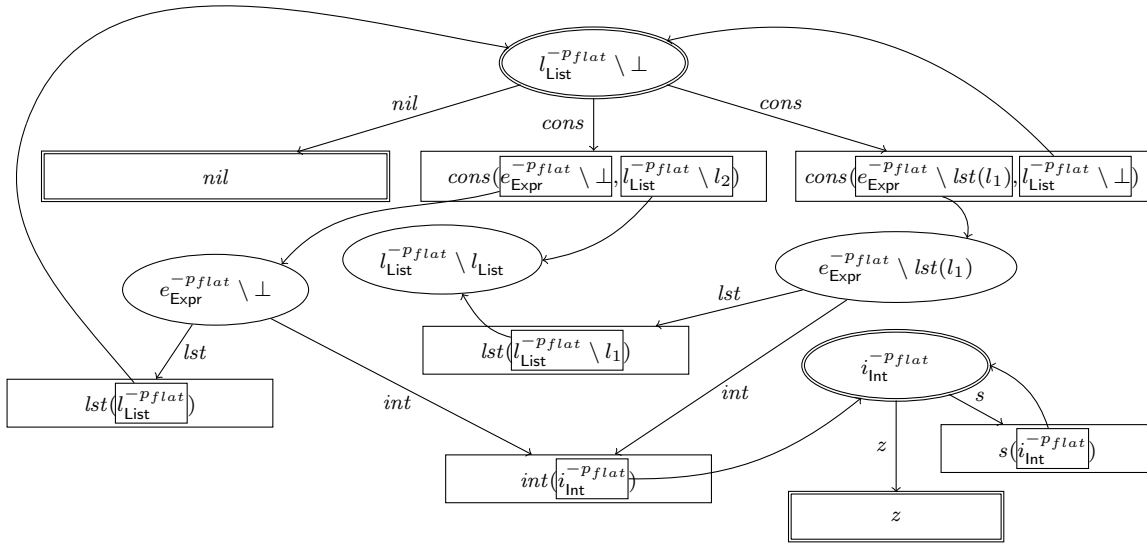 l_List^{-p_flat} \ ⊥
nil
cons
cons
nil
cons(e_Expr^{-p_flat} \ ⊥, l_List^{-p_flat} \ l_2)
cons(e_Expr^{-p_flat} \ lst(l_1), l_List^{-p_flat} \ ⊥)
l_List^{-p_flat} \ l_List
e_Expr^{-p_flat} \ lst(l_1)
e_Expr^{-p_flat} \ ⊥
lst
lst
lst(l_List^{-p_flat} \ l_1)
i_Int^{-p_flat}
lst(l_List^{-p_flat})
int
int
s
z
s(i_Int^{-p_flat})
int(i_Int^{-p_flat})
z